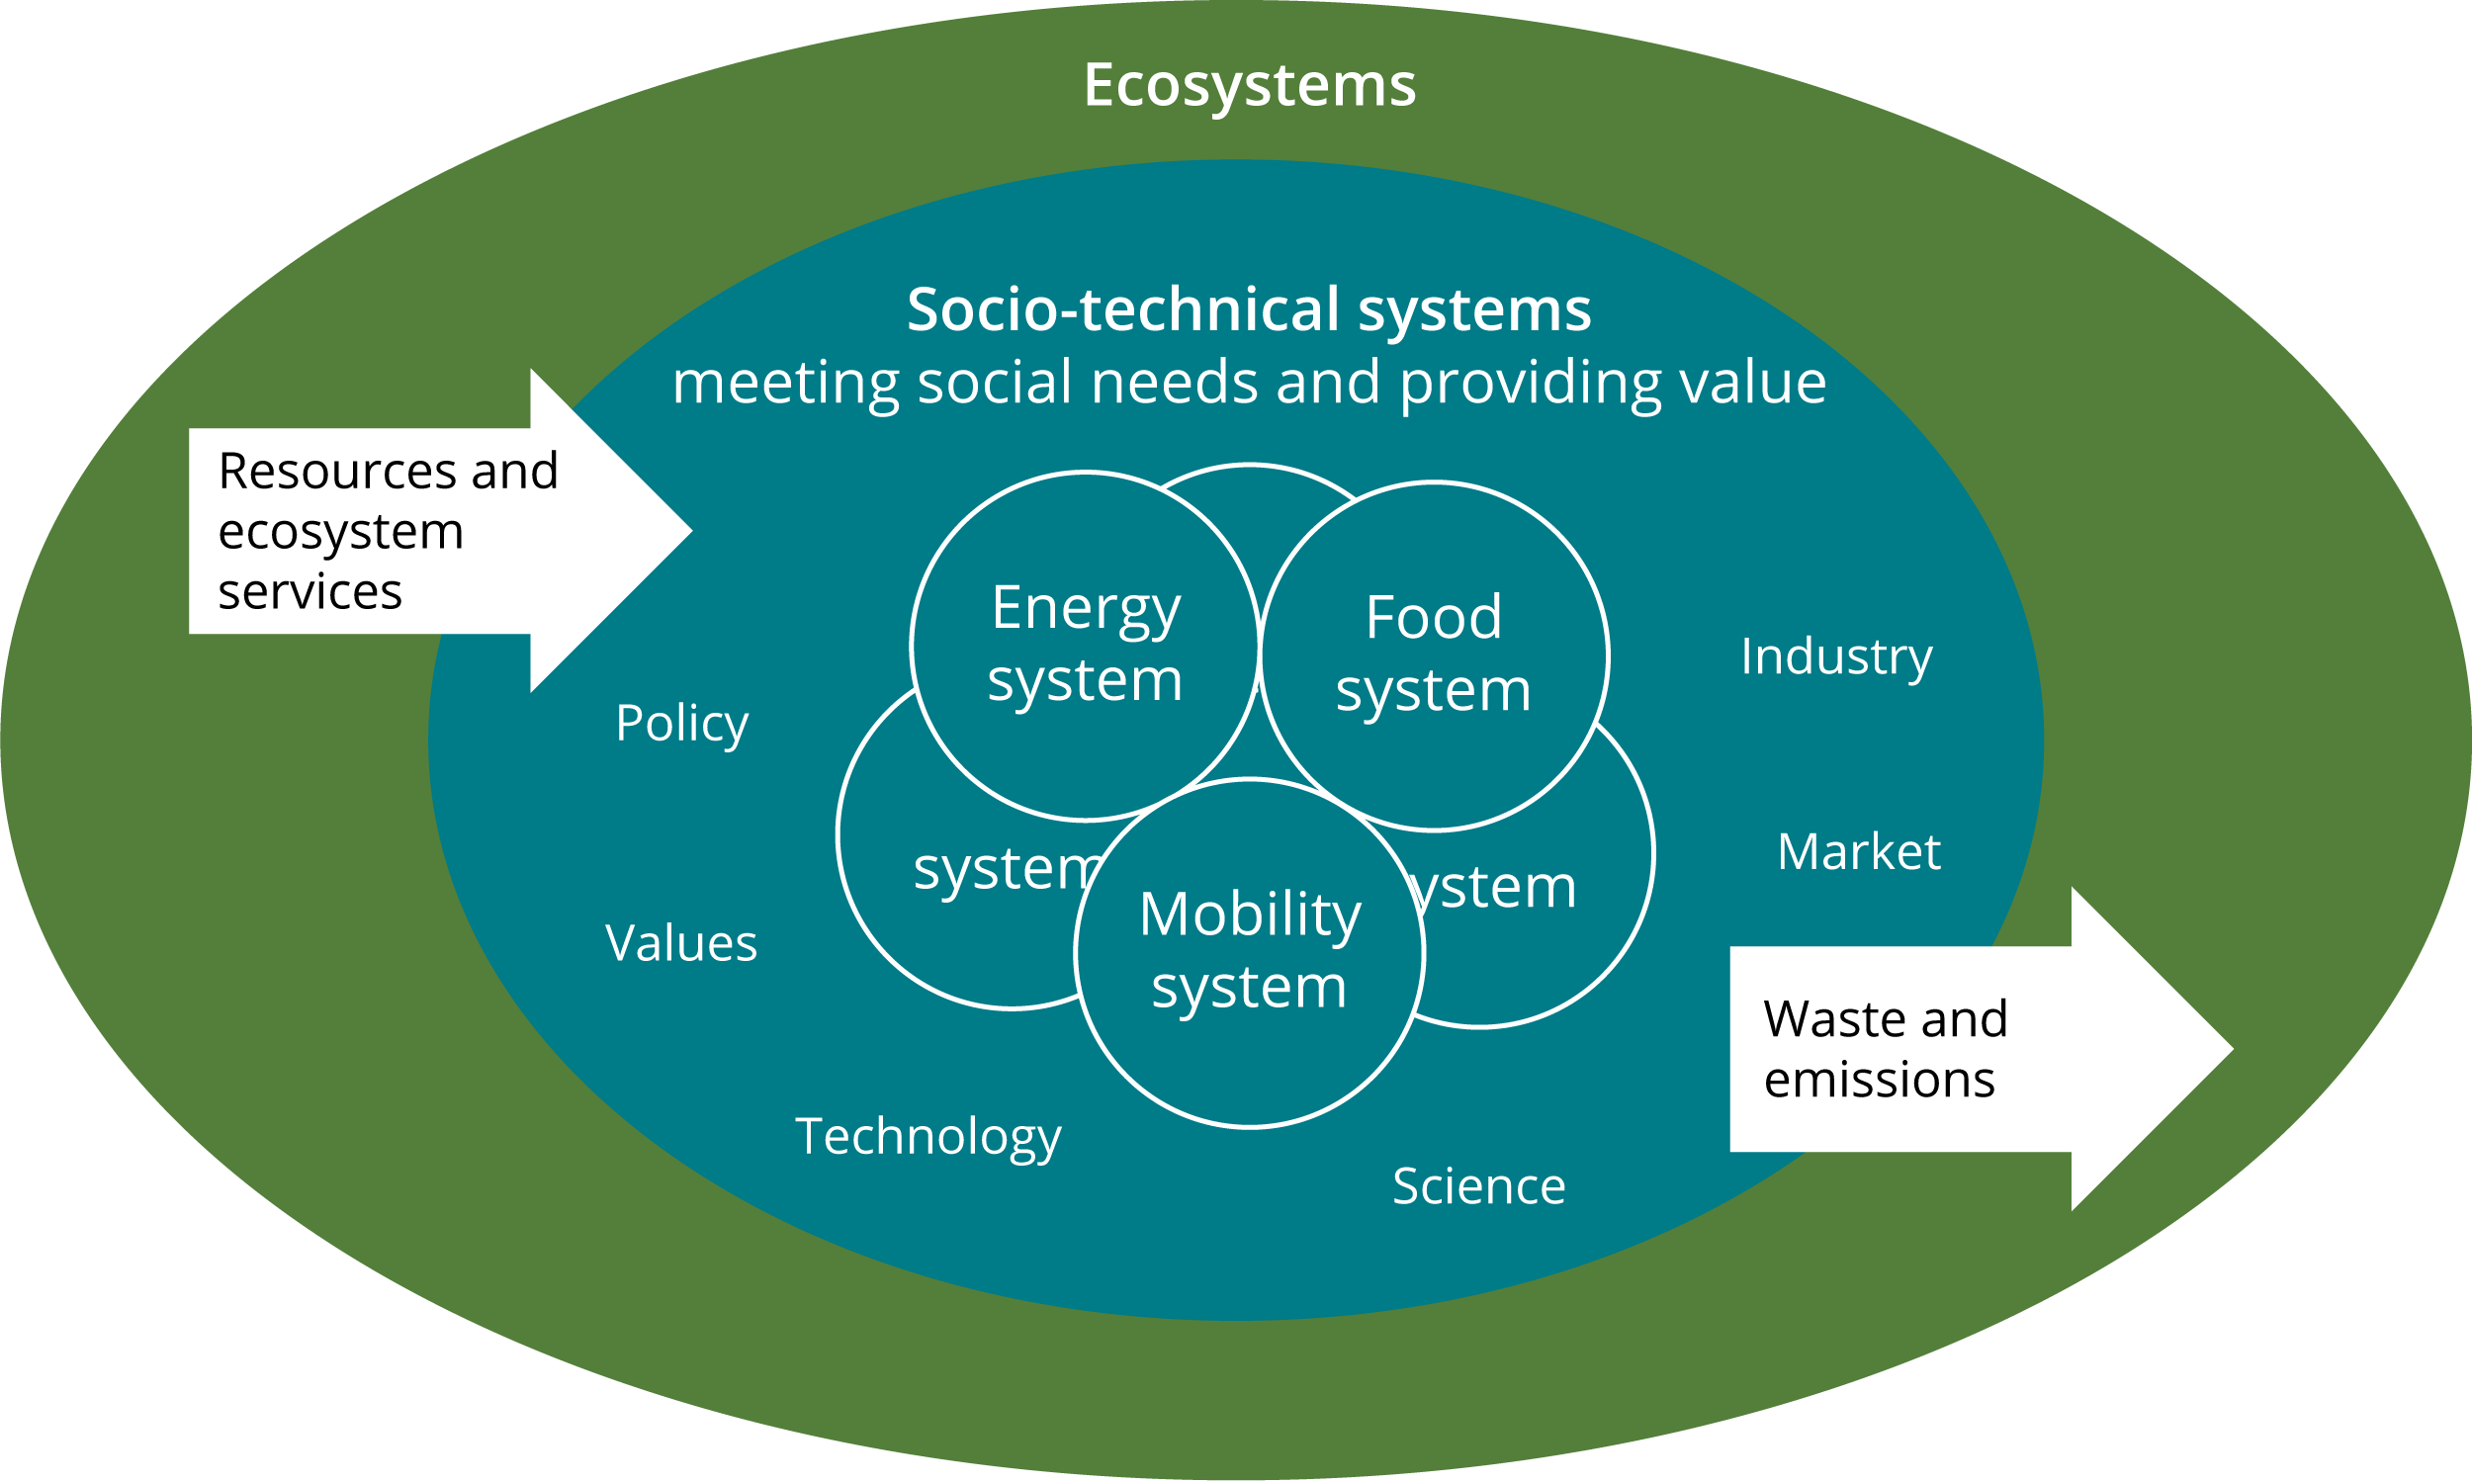 Ecosystems
Socio-technical systems
meeting social needs and providing value
Resources and
ecosystem
services
Energy
system
Food
system
Industry
Policy
Market
system
ystem
Mobility
system
Values
Waste and
emissions
Technology
Science